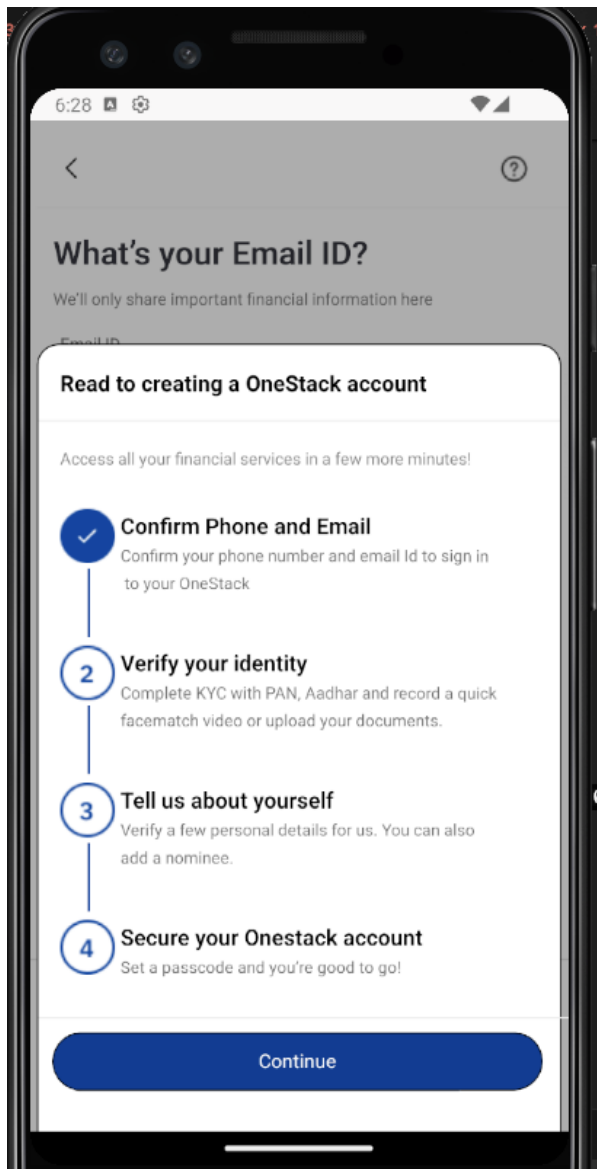 6:28
What's your Email ID?
We'll only share important financial information here
Email ID
Read to creating a OneStack account
Access all your financial services in a few more minutes!
Confirm Phone and Email
Confirm your phone number and email Id to sign in
to your OneStack
2
Verify your identity
Complete KYC with PAN, Aadhar and record a quick
facematch video or upload your documents.
3
Tell us about yourself
Verify a few personal details for us. You can also
add a nominee.
4
Secure your Onestack account
Set a passcode and you're good to go!
Continue